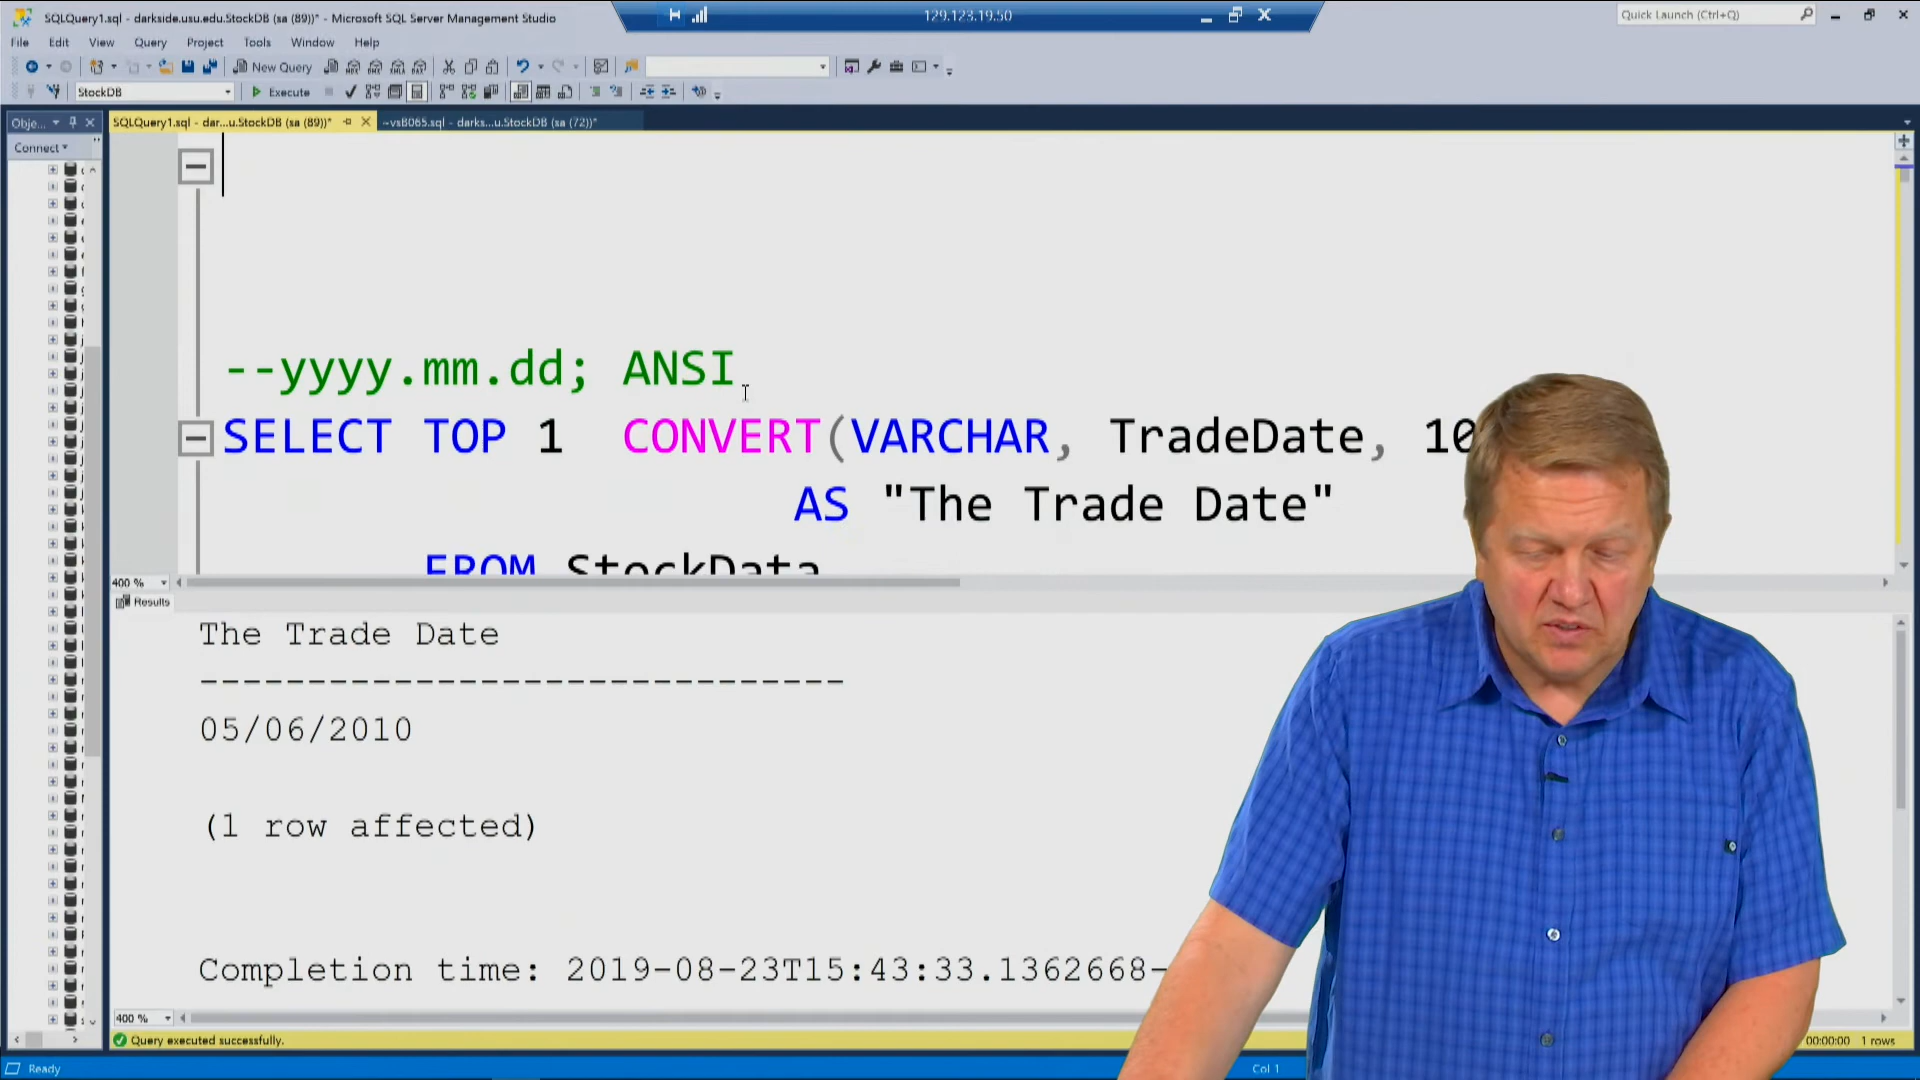 SQLQuery1.sql - darkside.usu.edu.StockDB (sa (89))* - Microsoft SQL Server Management Studio
129.123.19.50
Quick Launch (Ctrl+Q)
File Edit View Query Project Tools Window Help
New Query
StockDB
Execute
Obje...
SQLQuery1.sql - dar...u.StockDB (sa (89))*
~vs8065.sql - darks...u.StockDB (sa (72))*
Connect
--yyyy.mm.dd; ANSI
SELECT TOP 1 CONVERT(VARCHAR, TradeDate, 10
AS "The Trade Date"
FROM StockData
400 %
Results
The Trade Date
------------------------------
05/06/2010
(1 row affected)
Completion time: 2019-08-23T15:43:33.1362668-
400 %
Query executed successfully.
00:00:00
1 rows
Ready
Col 1